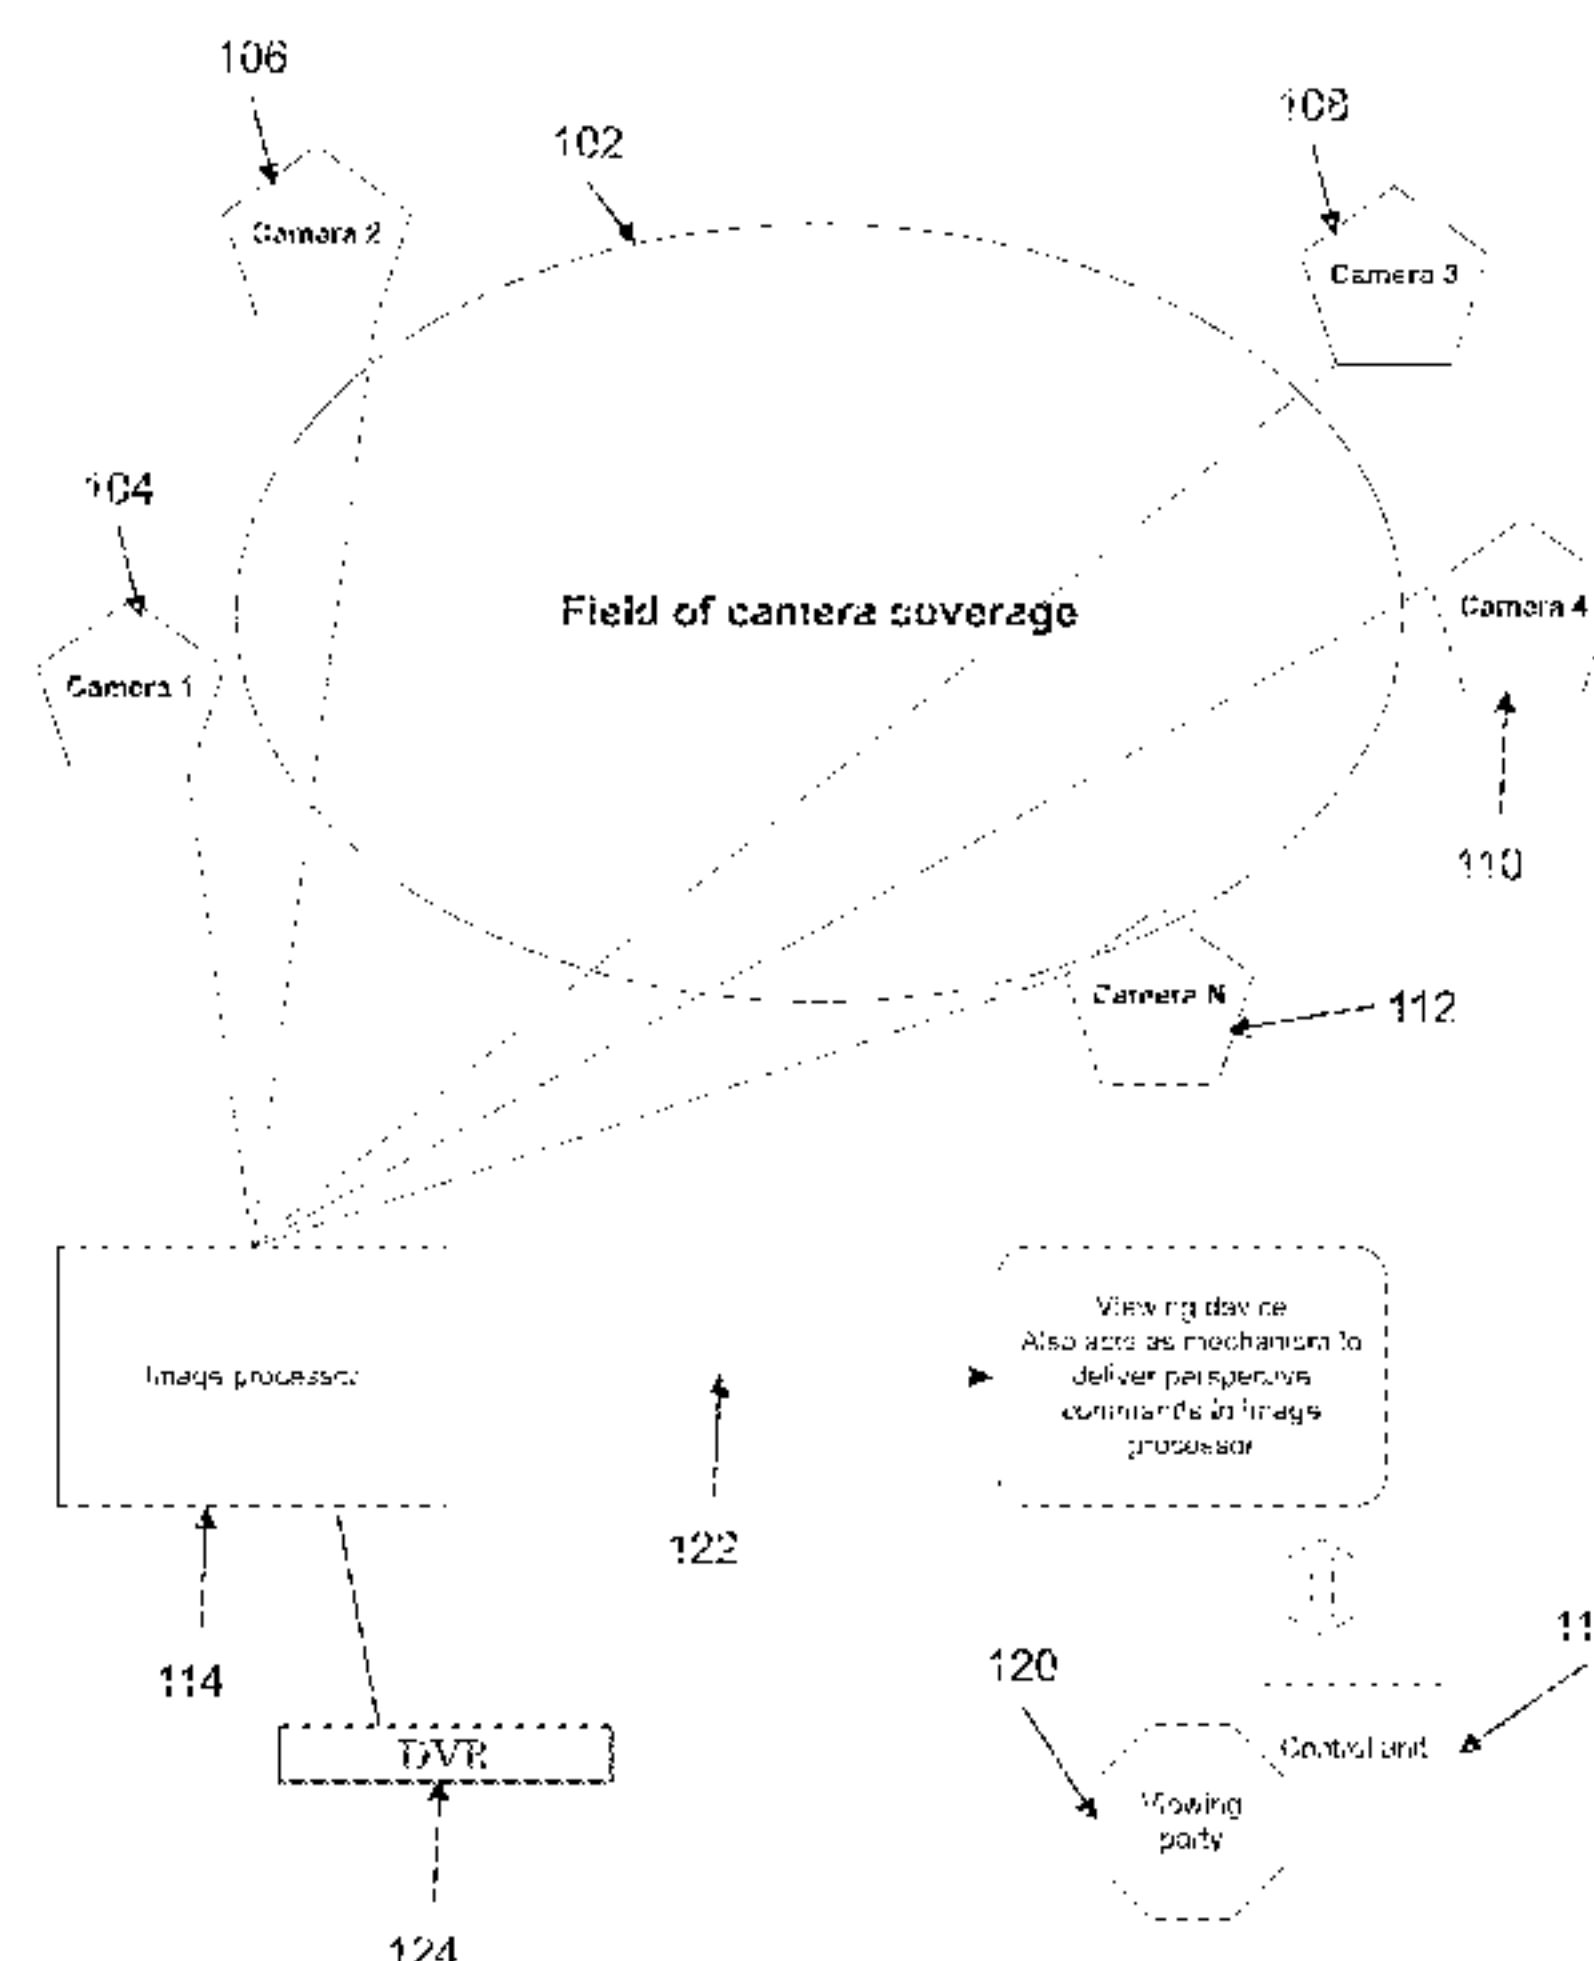 106
108
102
Camera 2
Camera 3
104
Field of camera coverage
Camera 4
Camera 1
110
Camera N
112
Viewing device
Also acts as mechanism to
deliver perspective
commands to image
processor
Image processor
122
11
114
120
DVR
Control unit
Viewing
party
124